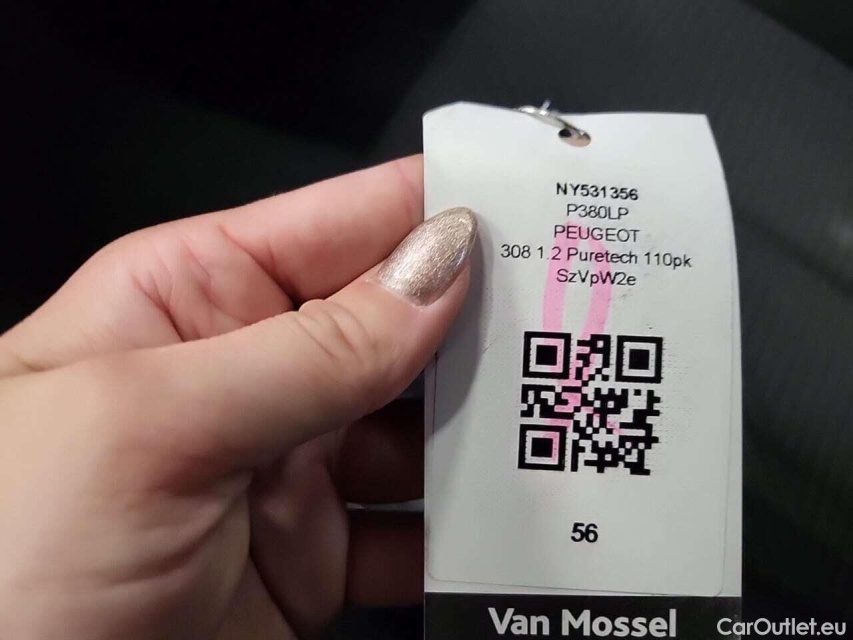 NY531356
P380LP
PEUGEOT
308 1.2 Puretech 110pk
SzVpW2e
56
Van Mossel
CarOutlet.eu